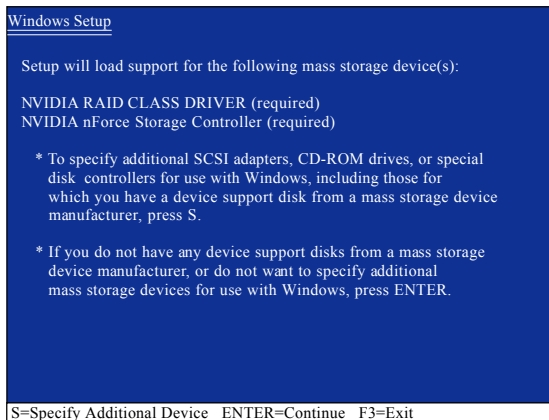 Windows Setup
Setup will load support for the following mass storage device(s):
NVIDIA RAID CLASS DRIVER (required)
NVIDIA nForce Storage Controller (required)
* To specify additional SCSI adapters, CD-ROM drives, or special
disk controllers for use with Windows, including those for
which you have a device support disk from a mass storage device
manufacturer, press S.
* If you do not have any device support disks from a mass storage
device manufacturer, or do not want to specify additional
mass storage devices for use with Windows, press ENTER.
S=Specify Additional Device ENTER=Continue F3=Exit